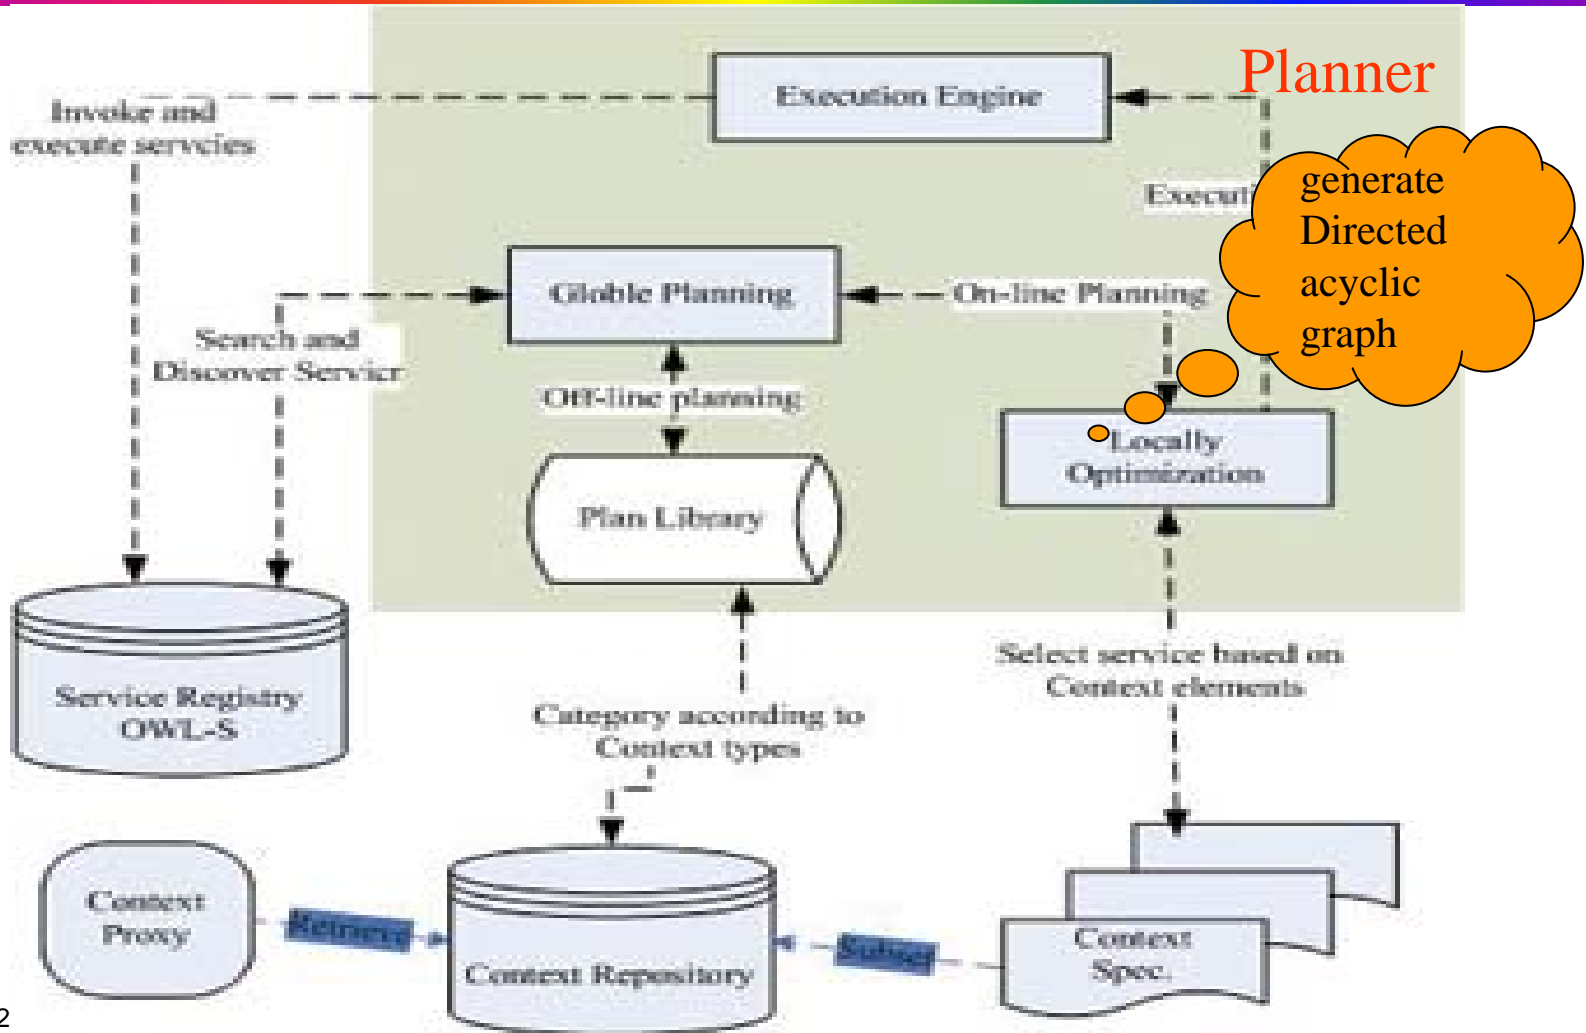 Planner
Execution Engine
Invoke and
execute servcies
generate
Directed
acyclic
graph
Globle Planning
On-line Planning
Search and
Discover Servicr
Off-line planning
Locally
Optimization
Plan Library
Select service based on
Context elements
Service Registry
OWL-S
Category according to
Context types
Context
Proxy
Retrieve
Context Repository
Subset
Context
Spec.
2